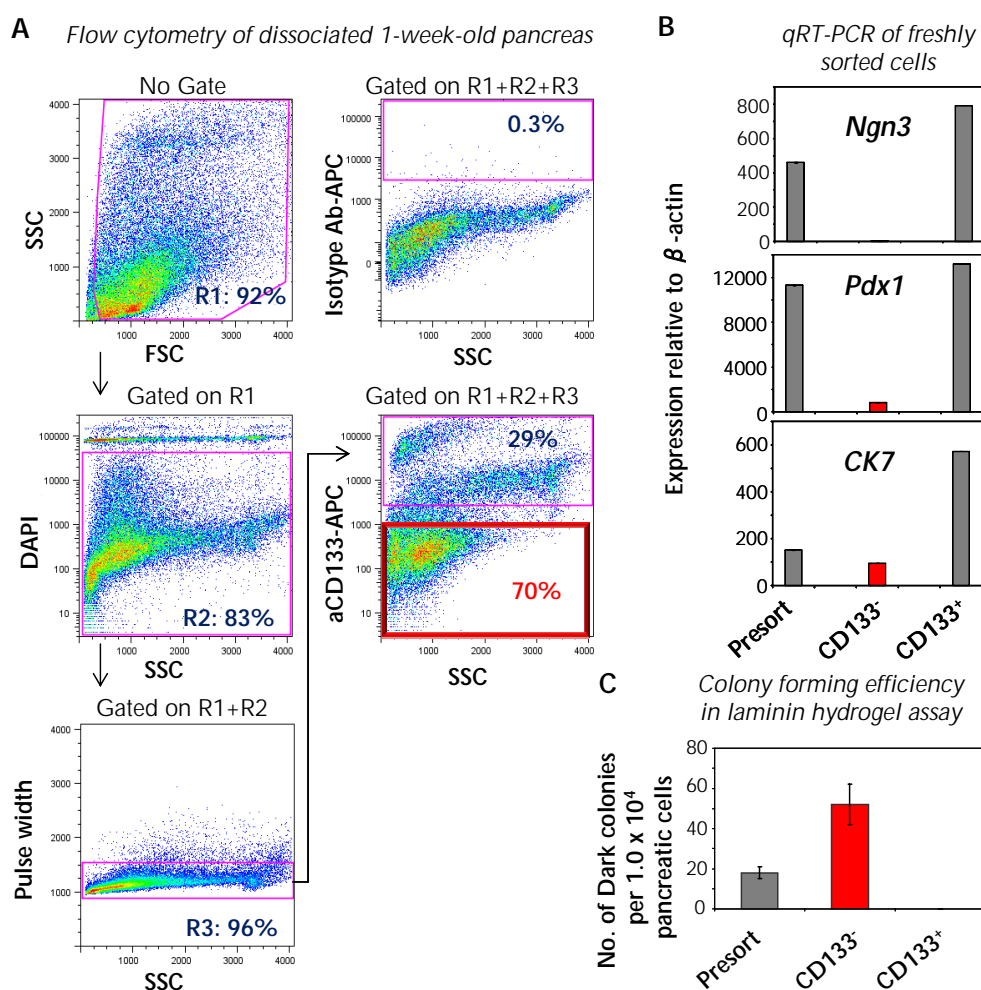 A
Flow cytometry of dissociated 1-week-old pancreas
No Gate
SSC
4000
3000
2000
1000
R1: 92%
1000 2000 3000 4000
FSC
Gated on R1+R2+R3
Isotype Ab-APC
100000
10000
1000
0
0.3%
1000 2000 3000 4000
SSC
Gated on R1
DAPI
100000
10000
1000
100
10
R2: 83%
1000 2000 3000 4000
SSC
Gated on R1+R2+R3
aCD133-APC
100000
10000
1000
100
10
29%
70%
1000 2000 3000 4000
SSC
Gated on R1+R2
Pulse width
4000
3000
2000
1000
R3: 96%
1000 2000 3000 4000
SSC
B
qRT-PCR of freshly
sorted cells
Expression relative to β-actin
800
600
400
200
0
Ngn3
12000
8000
4000
0
Pdx1
600
400
200
0
CK7
Presort CD133- CD133+
C
Colony forming efficiency
in laminin hydrogel assay
No. of Dark colonies
per 1.0 x 10⁴
pancreatic cells
80
60
40
20
0
Presort CD133- CD133+